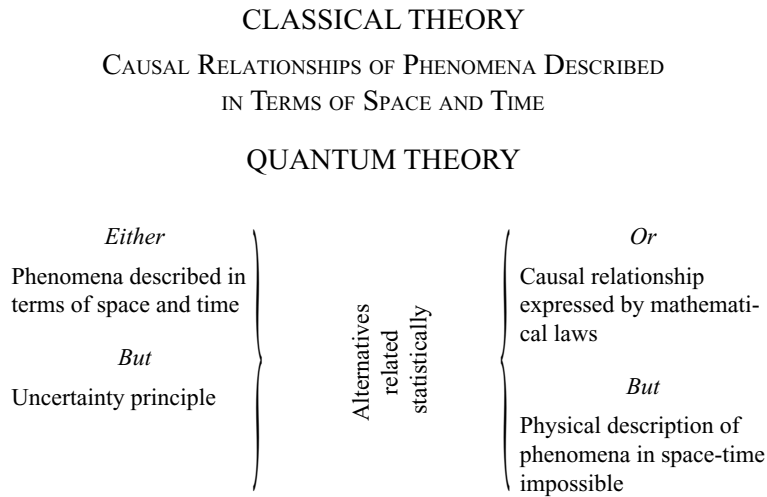 CLASSICAL THEORY
CAUSAL RELATIONSHIPS OF PHENOMENA DESCRIBED
IN TERMS OF SPACE AND TIME
QUANTUM THEORY
Either
Phenomena described in
terms of space and time
But
Uncertainty principle
Alternatives
related
statistically
Or
Causal relationship
expressed by mathemati-
cal laws
But
Physical description of
phenomena in space-time
impossible